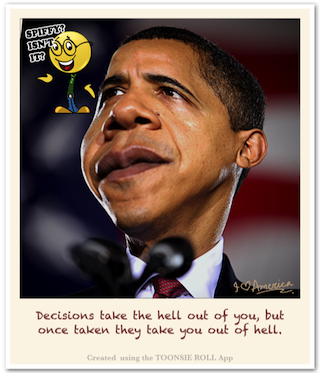 SPIFFY?
ISN'T
IT?
I ♡ America
Decisions take the hell out of you, but
once taken they take you out of hell.
Created using the TOONSIE ROLL App